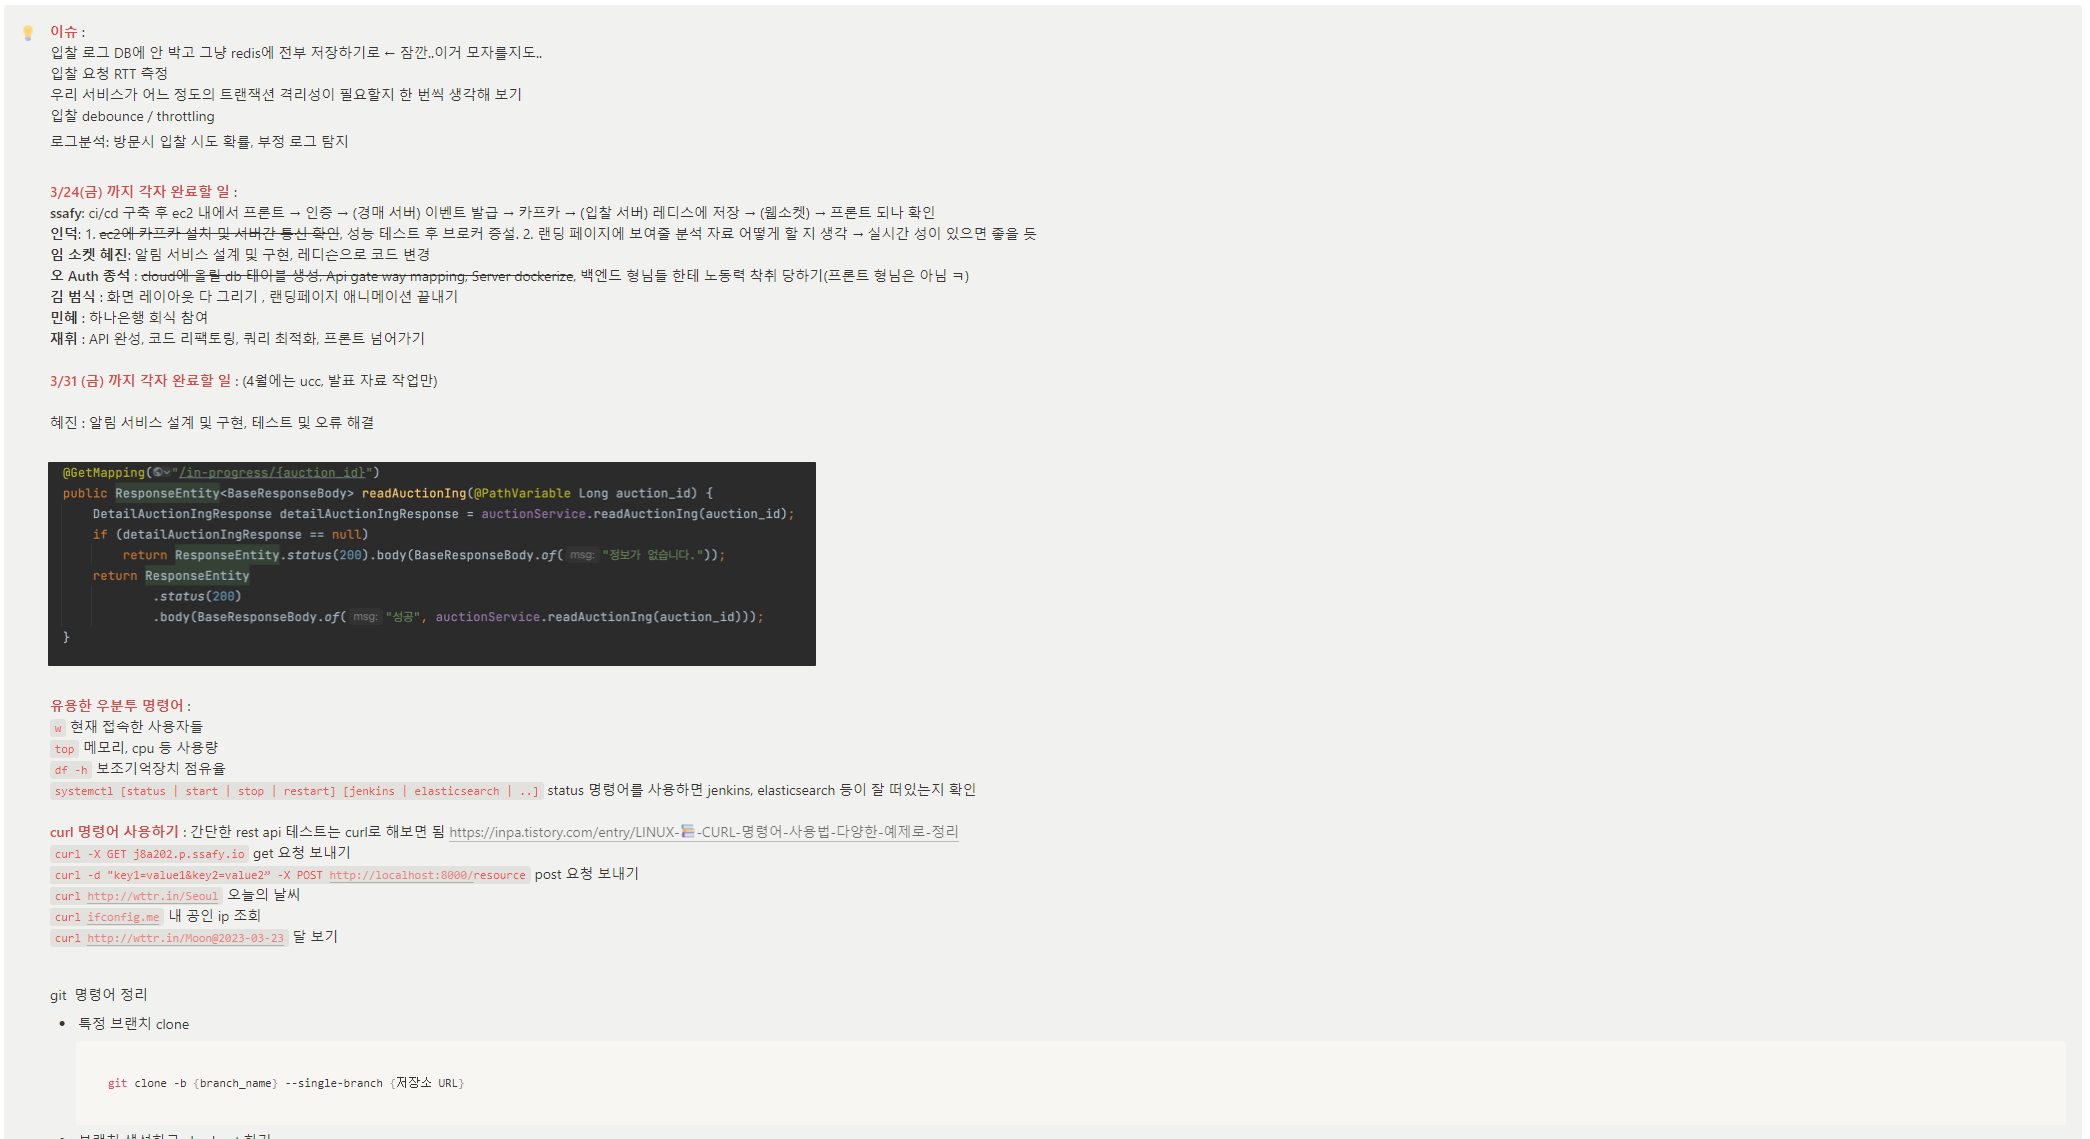 이슈 :
입찰 로그 DB에 안 박고 그냥 redis에 전부 저장하기로 ← 잠깐..이거 모자를지도..
입찰 요청 RTT 측정
우리 서비스가 어느 정도의 트랜잭션 격리성이 필요할지 한 번씩 생각해 보기
입찰 debounce / throttling
로그분석: 방문시 입찰 시도 확률, 부정 로그 탐지
3/24(금) 까지 각자 완료할 일 :
ssafy: ci/cd 구축 후 ec2 내에서 프론트 → 인증 → (경매 서버) 이벤트 발급 → 카프카 → (입찰 서버) 레디스에 저장 → (웹소켓) → 프론트 되나 확인
인덕: 1. ec2에 카프카 설치 및 서버간 통신 확인, 성능 테스트 후 브로커 증설. 2. 랜딩 페이지에 보여줄 분석 자료 어떻게 할 지 생각 → 실시간 성이 있으면 좋을 듯
임 소켓 혜진: 알림 서비스 설계 및 구현, 레디슨으로 코드 변경
오 Auth 종석 : cloud에 올릴 db 테이블 생성, Api gate way mapping, Server dockerize, 백엔드 형님들 한테 노동력 착취 당하기(프론트 형님은 아님 ㅋ)
김 범식 : 화면 레이아웃 다 그리기 , 랜딩페이지 애니메이션 끝내기
민혜 : 하나은행 회식 참여
재휘 : API 완성, 코드 리팩토링, 쿼리 최적화, 프론트 넘어가기
3/31 (금) 까지 각자 완료할 일 : (4월에는 ucc, 발표 자료 작업만)
혜진 : 알림 서비스 설계 및 구현, 테스트 및 오류 해결
@GetMapping("/in-progress/{auction_id}")
public ResponseEntity<BaseResponseBody> readAuctionIng(@PathVariable Long auction_id) {
DetailAuctionIngResponse detailAuctionIngResponse = auctionService.readAuctionIng(auction_id);
if (detailAuctionIngResponse == null)
return ResponseEntity.status(200).body(BaseResponseBody.of( msg: "정보가 없습니다."));
return ResponseEntity
.status(200)
.body(BaseResponseBody.of( msg: "성공", auctionService.readAuctionIng(auction_id)));
}
유용한 우분투 명령어 :
w 현재 접속한 사용자들
top 메모리, cpu 등 사용량
df -h 보조기억장치 점유율
systemctl [status | start | stop | restart] [jenkins | elasticsearch | ..] status 명령어를 사용하면 jenkins, elasticsearch 등이 잘 떠있는지 확인
curl 명령어 사용하기 : 간단한 rest api 테스트는 curl로 해보면 됨 https://inpa.tistory.com/entry/LINUX-📚-CURL-명령어-사용법-다양한-예제로-정리
curl -X GET j8a202.p.ssafy.io get 요청 보내기
curl -d "key1=value1&key2=value2" -X POST http://localhost:8000/resource post 요청 보내기
curl http://wttr.in/Seoul 오늘의 날씨
curl ifconfig.me 내 공인 ip 조회
curl http://wttr.in/Moon@2023-03-23 달 보기
git 명령어 정리
• 특정 브랜치 clone
git clone -b {branch_name} --single-branch {저장소 URL}